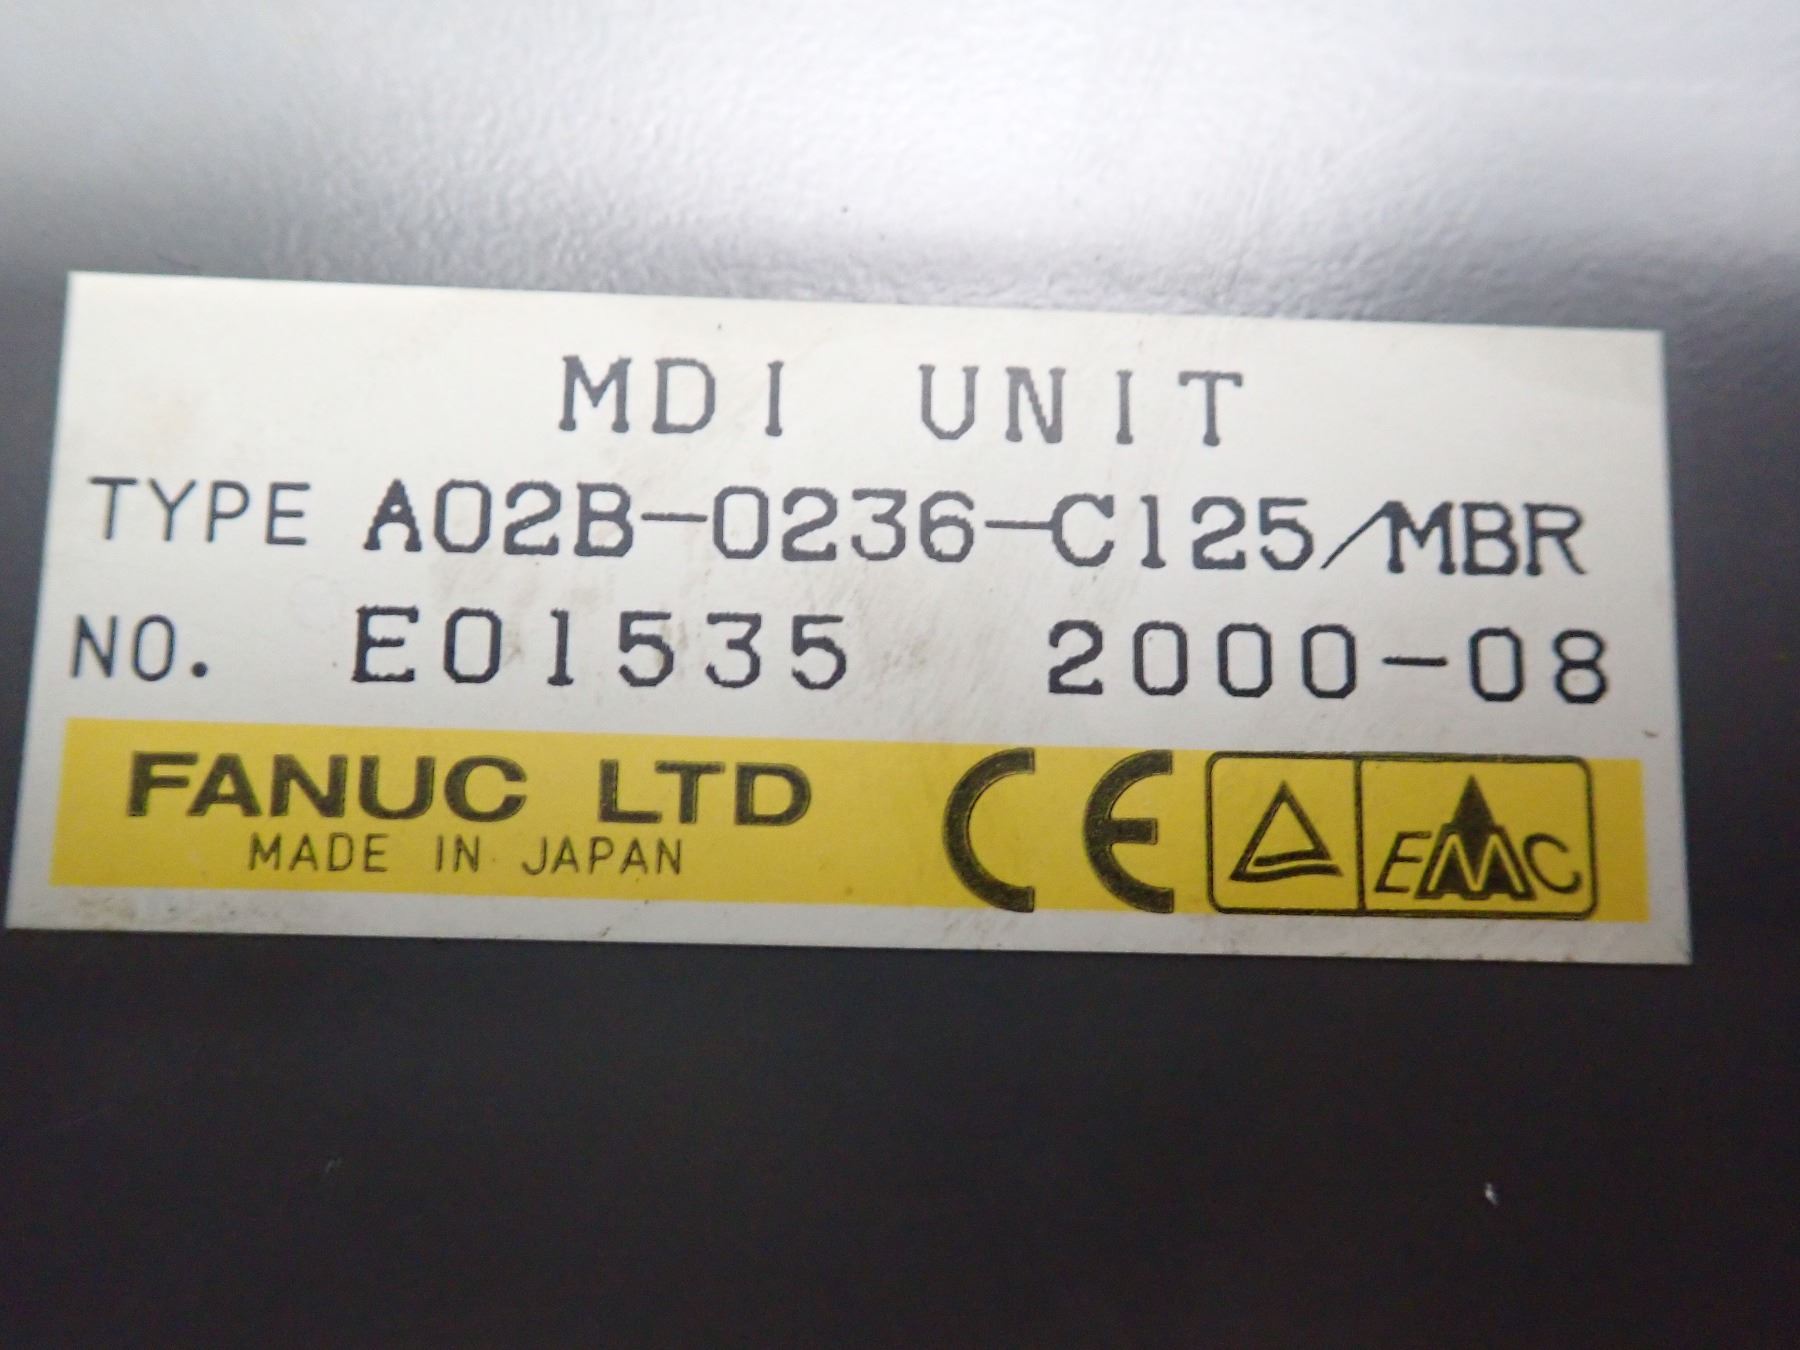 MDI UNIT
TYPE A02B-0236-C125/MBR
NO. E01535 2000-08
FANUC LTD CE EMC
MADE IN JAPAN